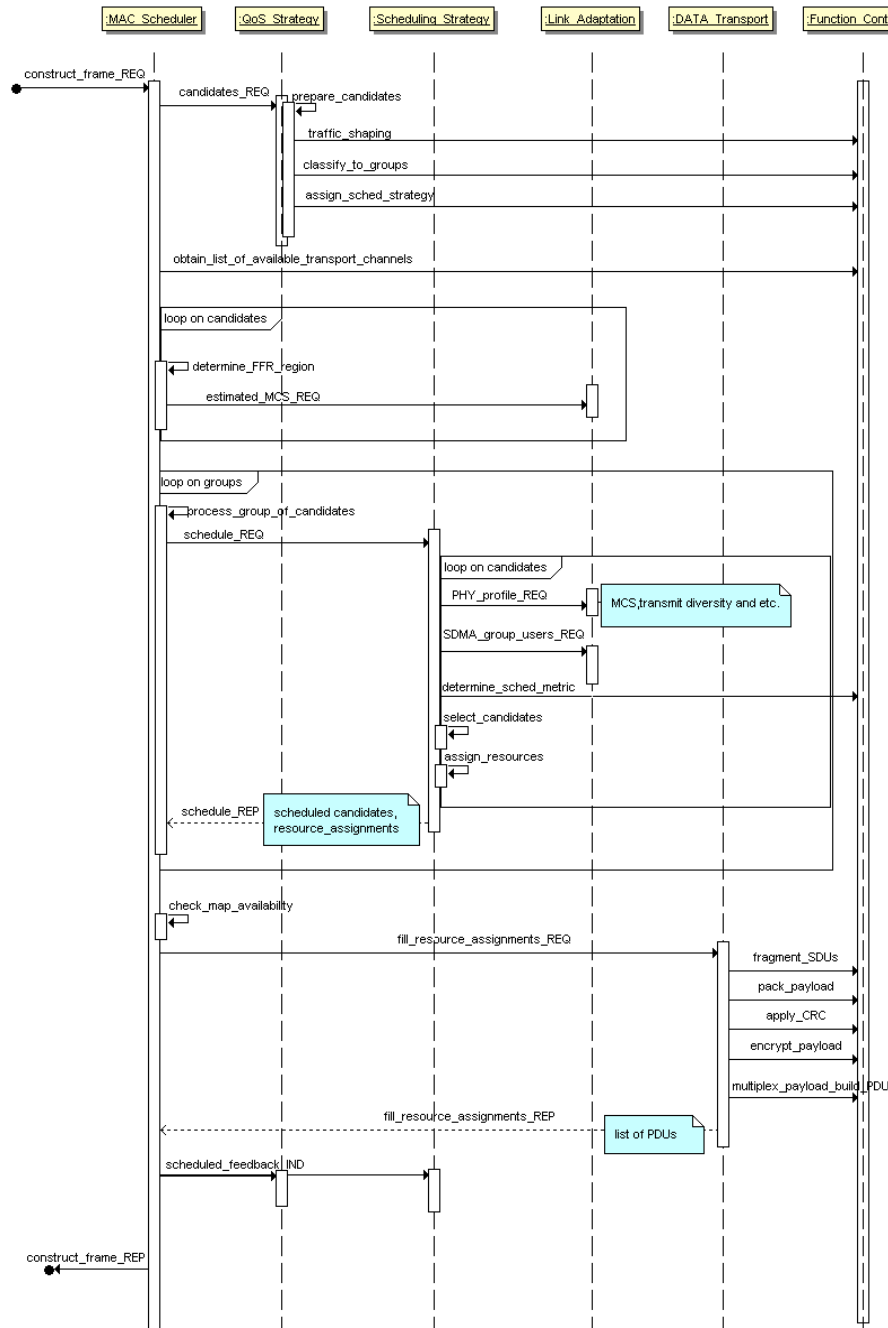 :MAC_Scheduler
:QoS_Strategy
:Scheduling_Strategy
:Link_Adaptation
:DATA_Transport
:Function_Cont
construct_frame_REQ
candidates_REQ
prepare_candidates
traffic_shaping
classify_to_groups
assign_sched_strategy
obtain_list_of_available_transport_channels
loop on candidates
determine_FFR_region
estimated_MCS_REQ
loop on groups
process_group_of_candidates
schedule_REQ
loop on candidates
PHY_profile_REQ
MCS,transmit diversity and etc.
SDMA_group_users_REQ
determine_sched_metric
select_candidates
assign_resources
schedule_REP
scheduled candidates,
resource_assignments
check_map_availability
fill_resource_assignments_REQ
fragment_SDUs
pack_payload
apply_CRC
encrypt_payload
multiplex_payload_build_PDU
fill_resource_assignments_REP
list of PDUs
scheduled_feedback_IND
construct_frame_REP